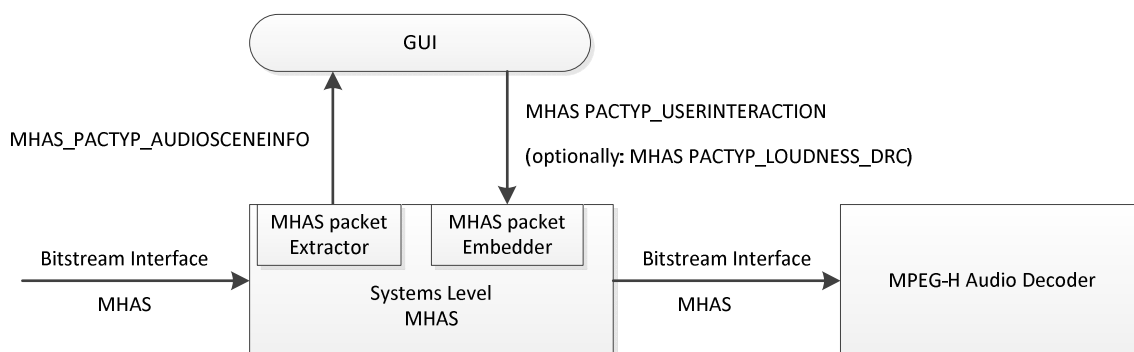 GUI
MHAS_PACTYP_AUDIOSCENEINFO
MHAS PACTYP_USERINTERACTION
(optionally: MHAS PACTYP_LOUDNESS_DRC)
MHAS packet
Extractor
MHAS packet
Embedder
Bitstream Interface
MHAS
Systems Level
MHAS
Bitstream Interface
MHAS
MPEG-H Audio Decoder